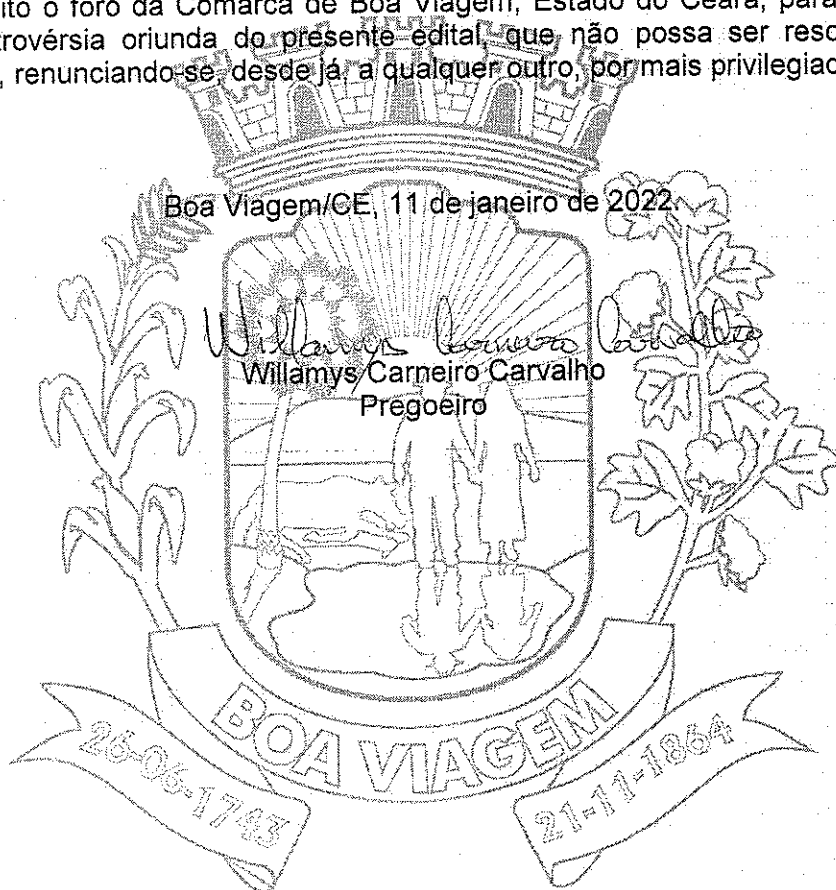 ito o foro da Comarca de Boa Viagem, Estado do Ceará, para
trovérsia oriunda do presente edital, que não possa ser reso
, renunciando-se, desde já, a qualquer outro, por mais privilegiad
Boa Viagem/CE, 11 de janeiro de 2022.
Willamys Carneiro Carvalho
Willamys Carneiro Carvalho
Pregoeiro
BOA VIAGEM
26-06-1743
21-11-1864